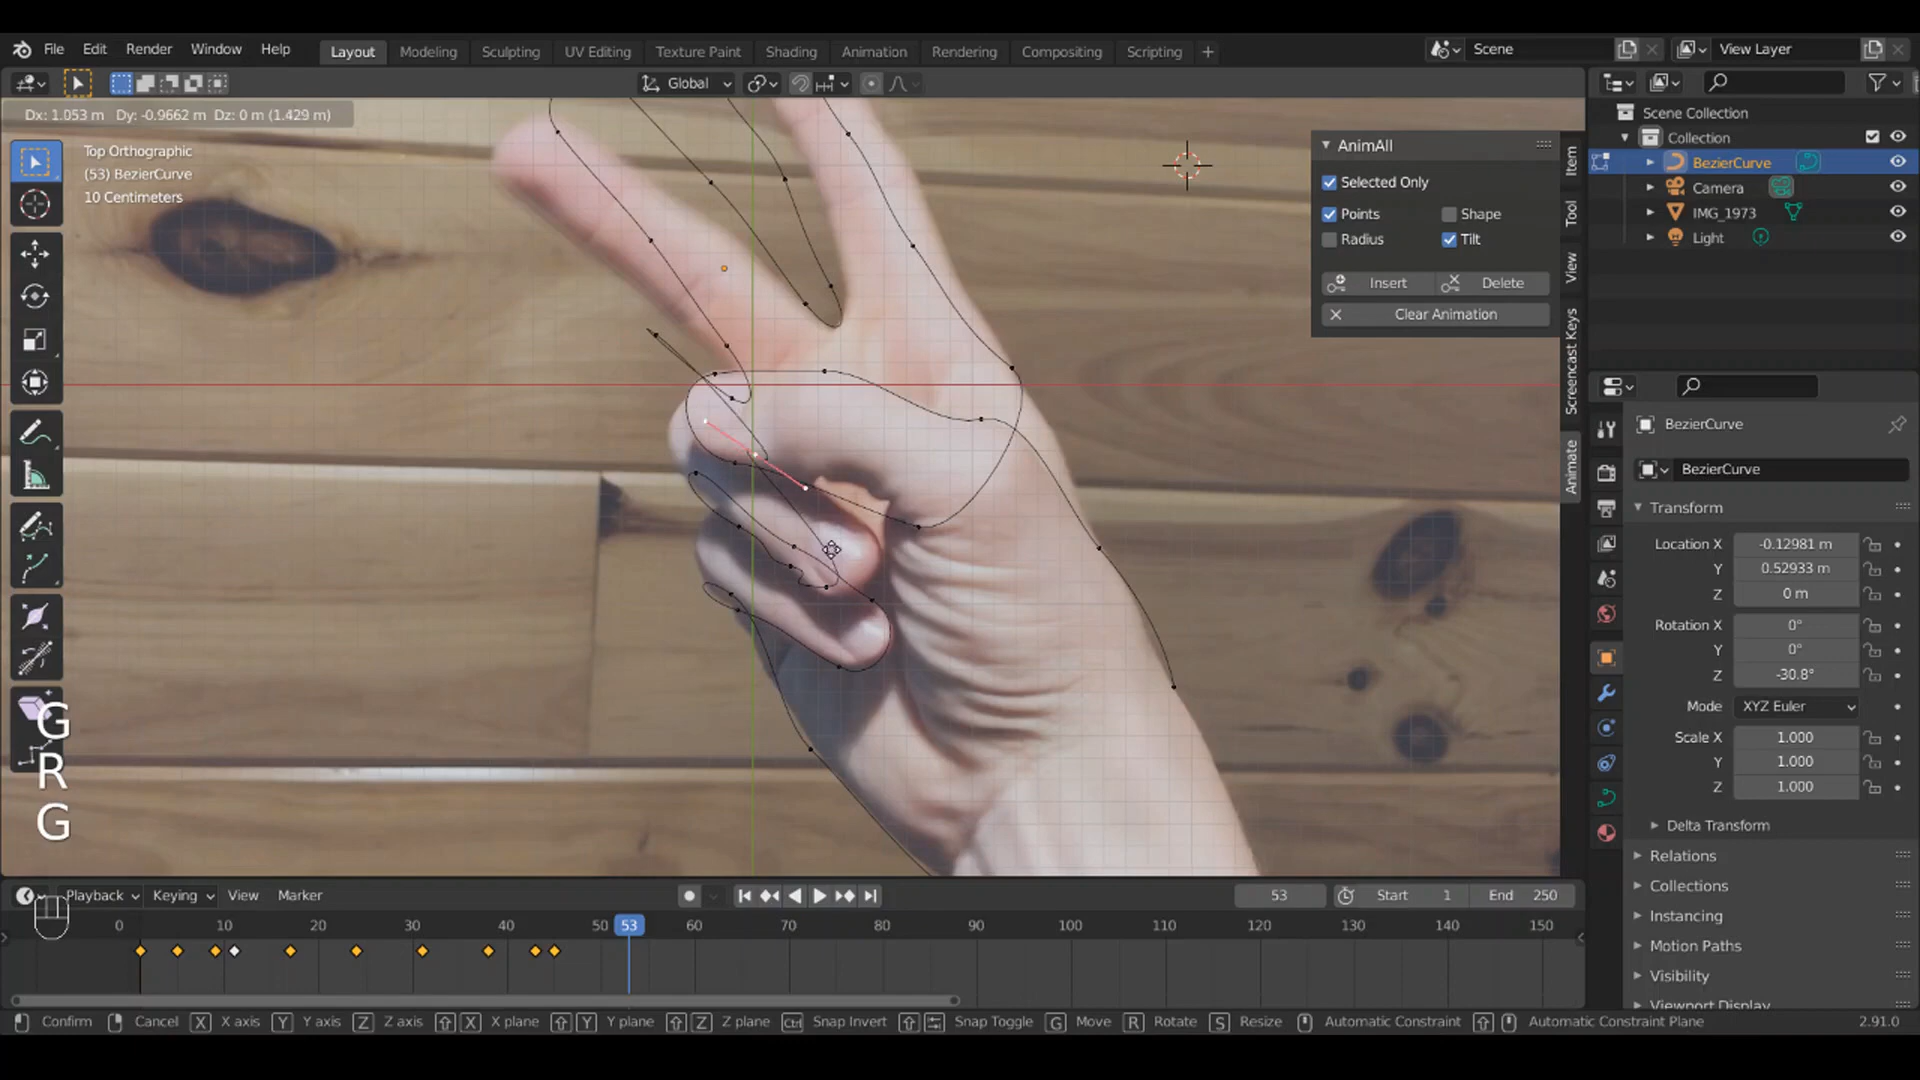 File Edit Render Window Help Layout Modeling Sculpting UV Editing Texture Paint Shading Animation Rendering Compositing Scripting + Scene View Layer
Global
Dx: 1.053 m Dy: -0.9662 m Dz: 0 m (1.429 m)
Top Orthographic
(53) BezierCurve
10 Centimeters
AnimAll
Selected Only
Points Shape
Radius Tilt
Insert Delete
Clear Animation
Item
Tool
View
Screencast Keys
Animate
Scene Collection
Collection
BezierCurve
Camera
IMG_1973
Light
BezierCurve
BezierCurve
Transform
Location X -0.12981 m
Y 0.52933 m
Z 0 m
Rotation X 0°
Y 0°
Z -30.8°
Mode XYZ Euler
Scale X 1.000
Y 1.000
Z 1.000
Delta Transform
Relations
Collections
Instancing
Motion Paths
Visibility
Viewport Display
G
R
G
Playback Keying View Marker 53 Start 1 End 250
0 10 20 30 40 50 53 60 70 80 90 100 110 120 130 140 150
Confirm Cancel X X axis Y Y axis Z Z axis X X plane Y Y plane Z Z plane Ctrl Snap Invert Snap Toggle G Move R Rotate S Resize Automatic Constraint Automatic Constraint Plane 2.91.0